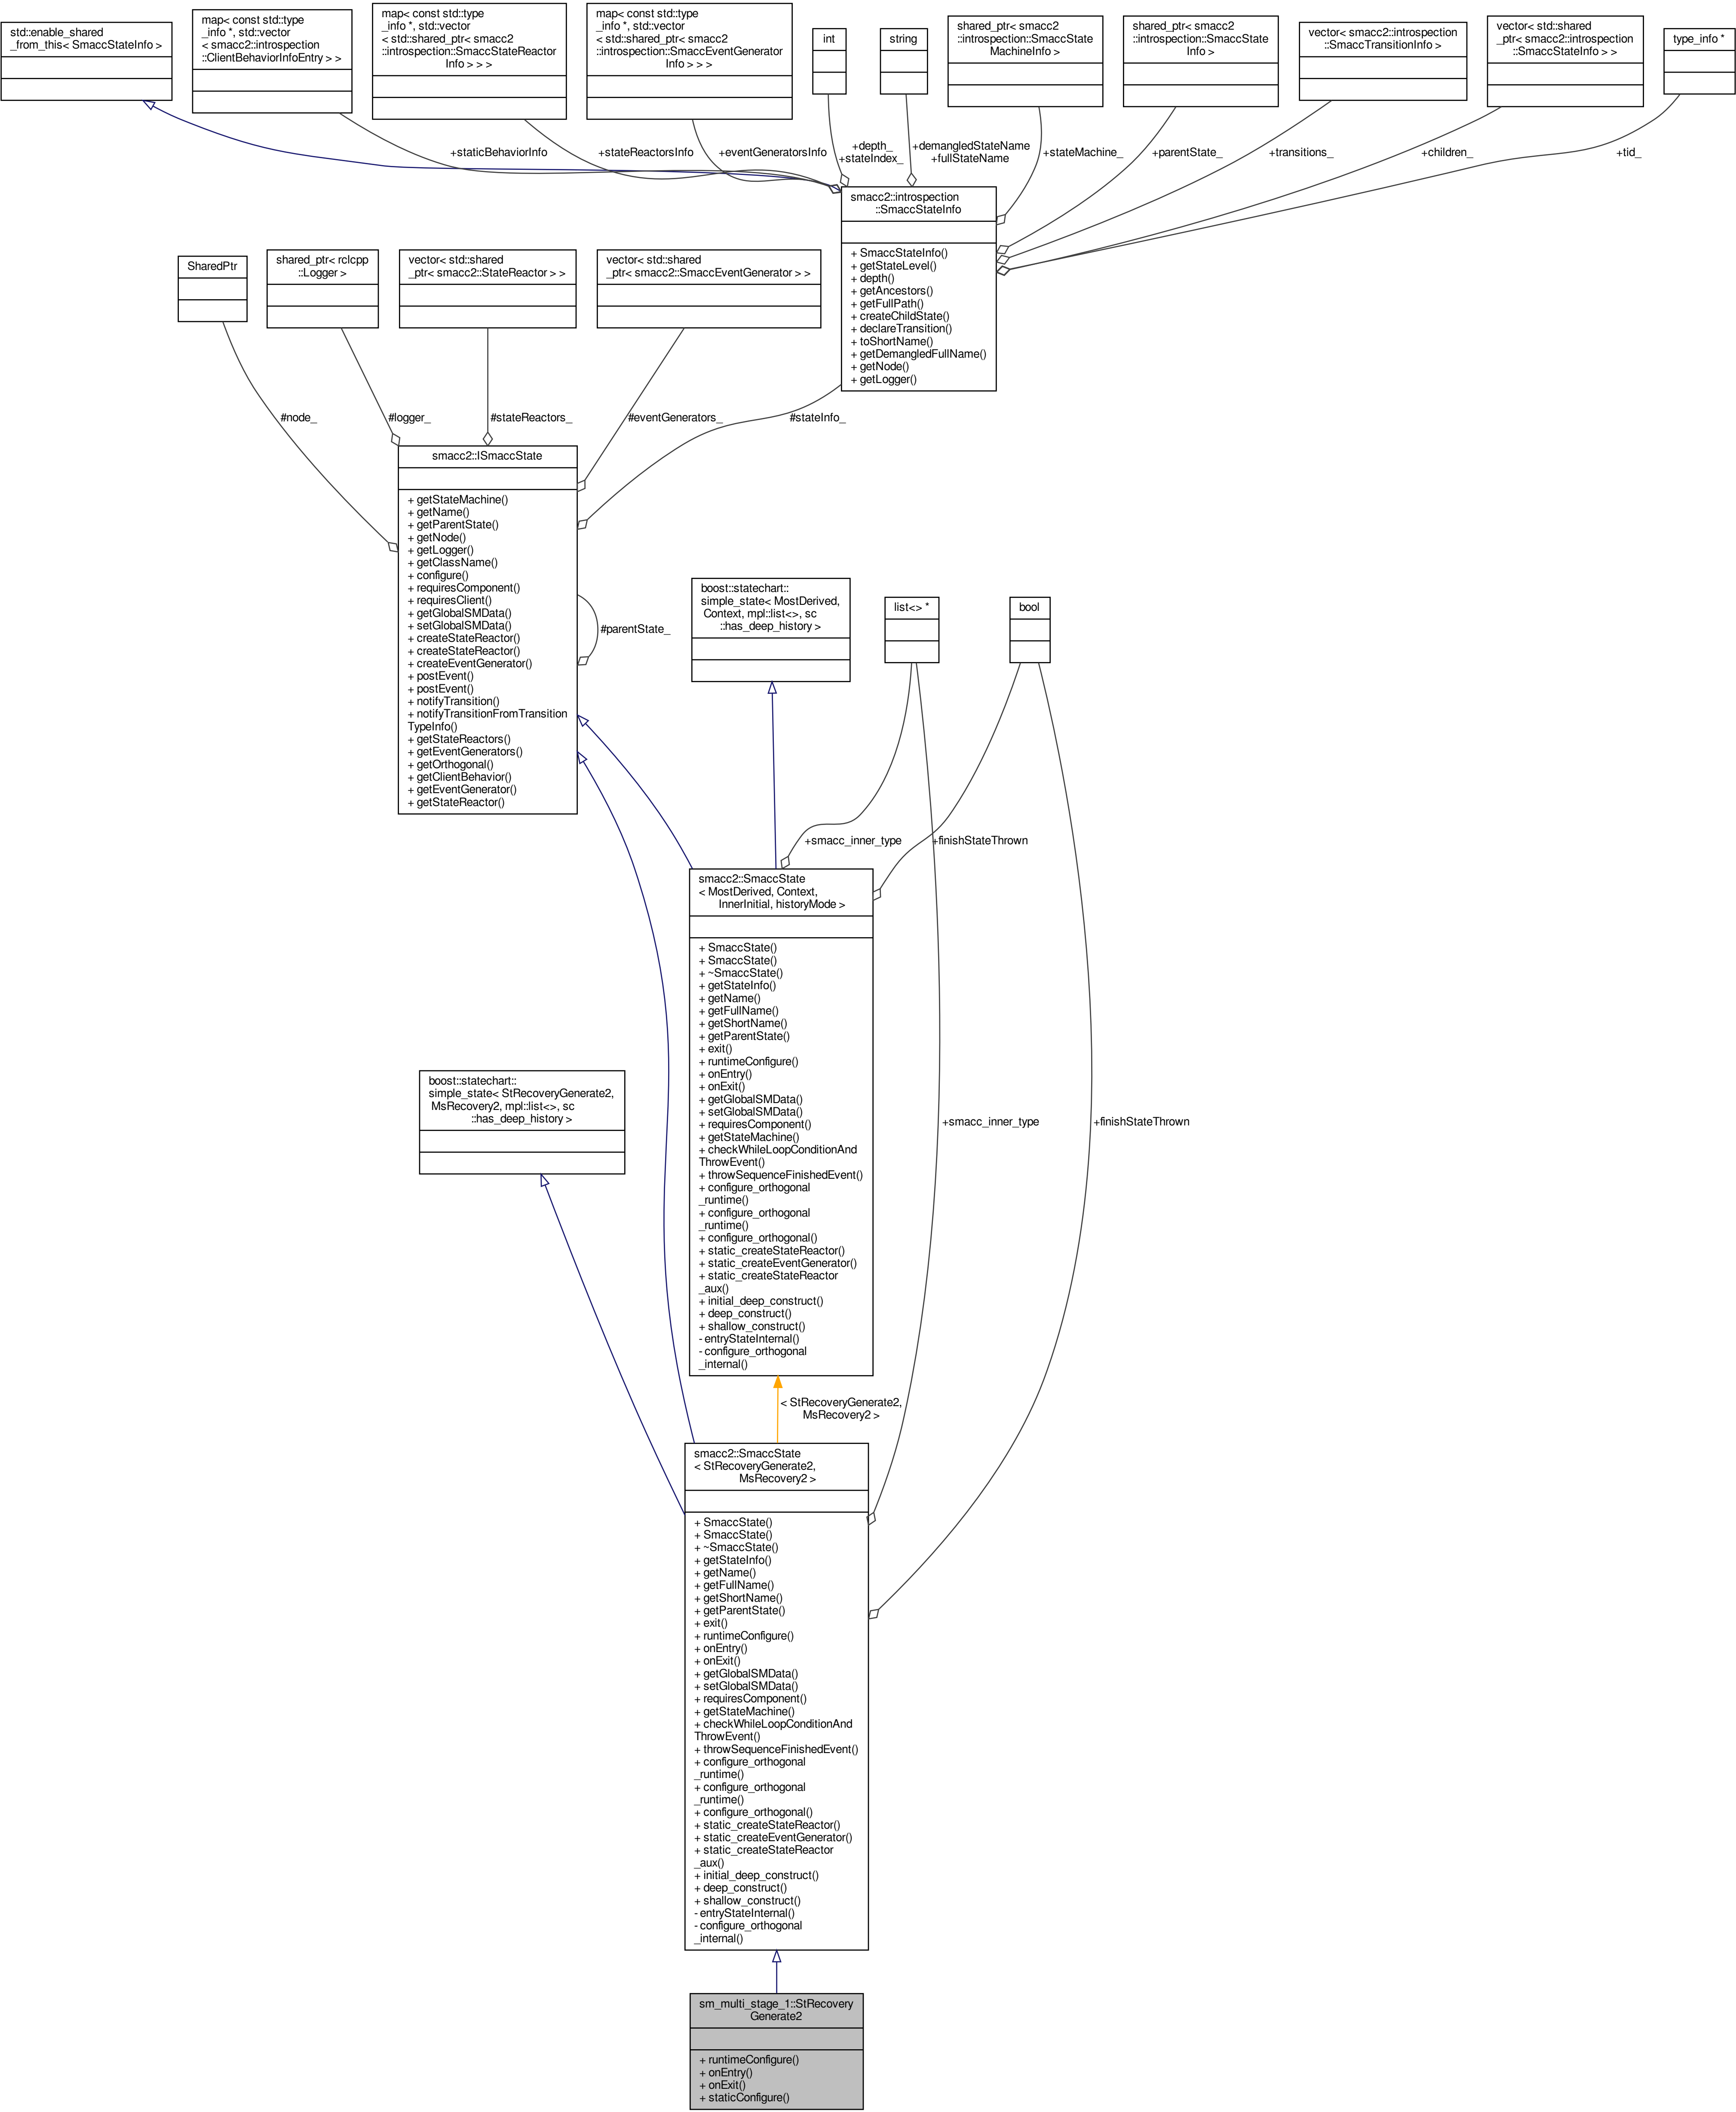 std::enable_shared
_from_this< SmaccStateInfo >
map< const std::type
_info *, std::vector
< smacc2::introspection
::ClientBehaviorInfoEntry > >
map< const std::type
_info *, std::vector
< std::shared_ptr< smacc2
::introspection::SmaccStateReactor
Info > > >
map< const std::type
_info *, std::vector
< std::shared_ptr< smacc2
::introspection::SmaccEventGenerator
Info > > >
int
string
shared_ptr< smacc2
::introspection::SmaccState
MachineInfo >
shared_ptr< smacc2
::introspection::SmaccState
Info >
vector< smacc2::introspection
::SmaccTransitionInfo >
vector< std::shared
_ptr< smacc2::introspection
::SmaccStateInfo > >
type_info *
+staticBehaviorInfo
+stateReactorsInfo
+eventGeneratorsInfo
+depth_
+stateIndex_
+demangledStateName
+fullStateName
+stateMachine_
+parentState_
+transitions_
+children_
+tid_
smacc2::introspection
::SmaccStateInfo
+ SmaccStateInfo()
+ getStateLevel()
+ depth()
+ getAncestors()
+ getFullPath()
+ createChildState()
+ declareTransition()
+ toShortName()
+ getDemangledFullName()
+ getNode()
+ getLogger()
SharedPtr
shared_ptr< rclcpp
::Logger >
vector< std::shared
_ptr< smacc2::StateReactor > >
vector< std::shared
_ptr< smacc2::SmaccEventGenerator > >
#node_
#logger_
#stateReactors_
#eventGenerators_
#stateInfo_
smacc2::ISmaccState
+ getStateMachine()
+ getName()
+ getParentState()
+ getNode()
+ getLogger()
+ getClassName()
+ configure()
+ requiresComponent()
+ requiresClient()
+ getGlobalSMData()
+ setGlobalSMData()
+ createStateReactor()
+ createStateReactor()
+ createEventGenerator()
+ postEvent()
+ postEvent()
+ notifyTransition()
+ notifyTransitionFromTransition
TypeInfo()
+ getStateReactors()
+ getEventGenerators()
+ getOrthogonal()
+ getClientBehavior()
+ getEventGenerator()
+ getStateReactor()
#parentState_
boost::statechart::
simple_state< MostDerived,
Context, mpl::list<>, sc
::has_deep_history >
list<> *
bool
+smacc_inner_type
+finishStateThrown
smacc2::SmaccState
< MostDerived, Context,
InnerInitial, historyMode >
+ SmaccState()
+ SmaccState()
+ ~SmaccState()
+ getStateInfo()
+ getName()
+ getFullName()
+ getShortName()
+ getParentState()
+ exit()
+ runtimeConfigure()
+ onEntry()
+ onExit()
+ getGlobalSMData()
+ setGlobalSMData()
+ requiresComponent()
+ getStateMachine()
+ checkWhileLoopConditionAnd
ThrowEvent()
+ throwSequenceFinishedEvent()
+ configure_orthogonal
_runtime()
+ configure_orthogonal
_runtime()
+ configure_orthogonal()
+ static_createStateReactor()
+ static_createEventGenerator()
+ static_createStateReactor
_aux()
+ initial_deep_construct()
+ deep_construct()
+ shallow_construct()
- entryStateInternal()
- configure_orthogonal
_internal()
boost::statechart::
simple_state< StRecoveryGenerate2,
MsRecovery2, mpl::list<>, sc
::has_deep_history >
+smacc_inner_type
+finishStateThrown
< StRecoveryGenerate2,
MsRecovery2 >
smacc2::SmaccState
< StRecoveryGenerate2,
MsRecovery2 >
+ SmaccState()
+ SmaccState()
+ ~SmaccState()
+ getStateInfo()
+ getName()
+ getFullName()
+ getShortName()
+ getParentState()
+ exit()
+ runtimeConfigure()
+ onEntry()
+ onExit()
+ getGlobalSMData()
+ setGlobalSMData()
+ requiresComponent()
+ getStateMachine()
+ checkWhileLoopConditionAnd
ThrowEvent()
+ throwSequenceFinishedEvent()
+ configure_orthogonal
_runtime()
+ configure_orthogonal
_runtime()
+ configure_orthogonal()
+ static_createStateReactor()
+ static_createEventGenerator()
+ static_createStateReactor
_aux()
+ initial_deep_construct()
+ deep_construct()
+ shallow_construct()
- entryStateInternal()
- configure_orthogonal
_internal()
sm_multi_stage_1::StRecovery
Generate2
+ runtimeConfigure()
+ onEntry()
+ onExit()
+ staticConfigure()